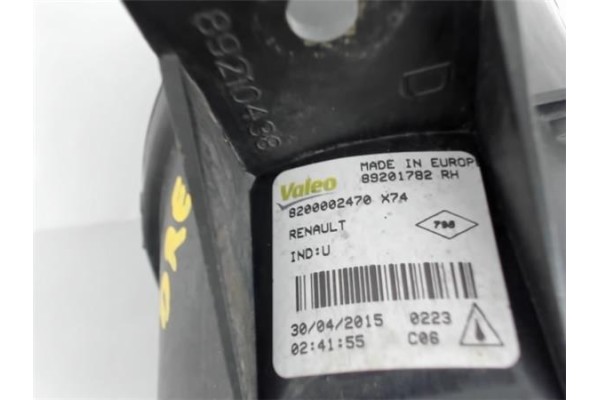 89210436
D
Valeo
MADE IN EUROP
89201782 RH
8200002470 X74
RENAULT
798
IND:U
30/04/2015 0223
02:41:55 C06
DRE